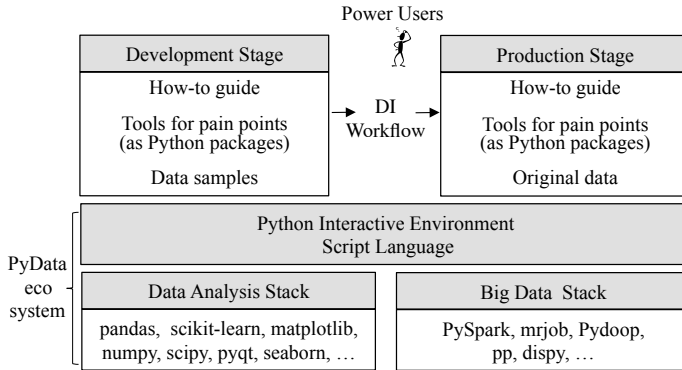 Power Users
Development Stage
How-to guide
Tools for pain points
(as Python packages)
Data samples
DI
Workflow
Production Stage
How-to guide
Tools for pain points
(as Python packages)
Original data
PyData
eco
system
Python Interactive Environment
Script Language
Data Analysis Stack
pandas, scikit-learn, matplotlib,
numpy, scipy, pyqt, seaborn, …
Big Data Stack
PySpark, mrjob, Pydoop,
pp, dispy, …